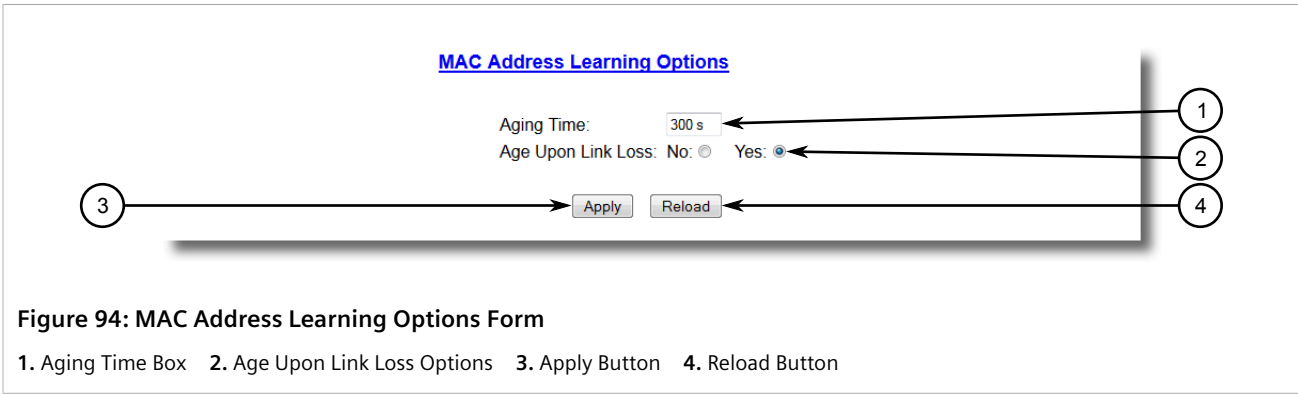 MAC Address Learning Options
Aging Time: 300 s
1
Age Upon Link Loss: No: Yes:
2
3
Apply Reload
4
Figure 94: MAC Address Learning Options Form
1. Aging Time Box 2. Age Upon Link Loss Options 3. Apply Button 4. Reload Button